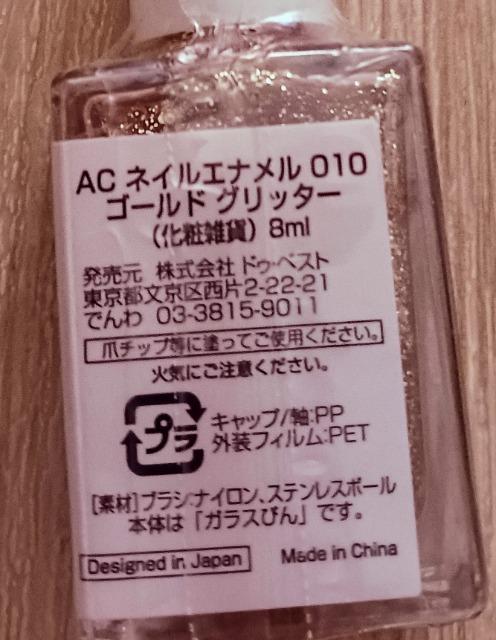 AC ネイルエナメル 010
ゴールド グリッター
(化粧雑貨) 8ml
発売元 株式会社 ドゥ・ベスト
東京都文京区西片2-22-21
でんわ 03-3815-9011
爪チップ等に塗ってご使用ください。
火気にご注意ください。
プラ
キャップ/軸:PP
外装フィルム:PET
[素材]ブラシ:ナイロン、ステンレスボール
本体は「ガラスびん」です。
Designed in Japan Made in China